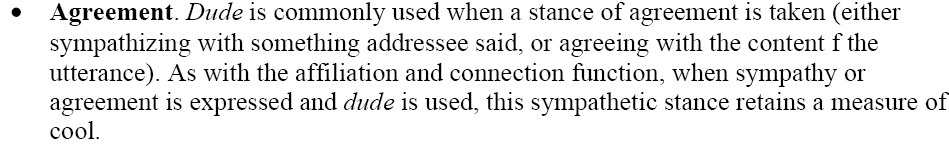 • Agreement. Dude is commonly used when a stance of agreement is taken (either
sympathizing with something addressee said, or agreeing with the content f the
utterance). As with the affiliation and connection function, when sympathy or
agreement is expressed and dude is used, this sympathetic stance retains a measure of
cool.